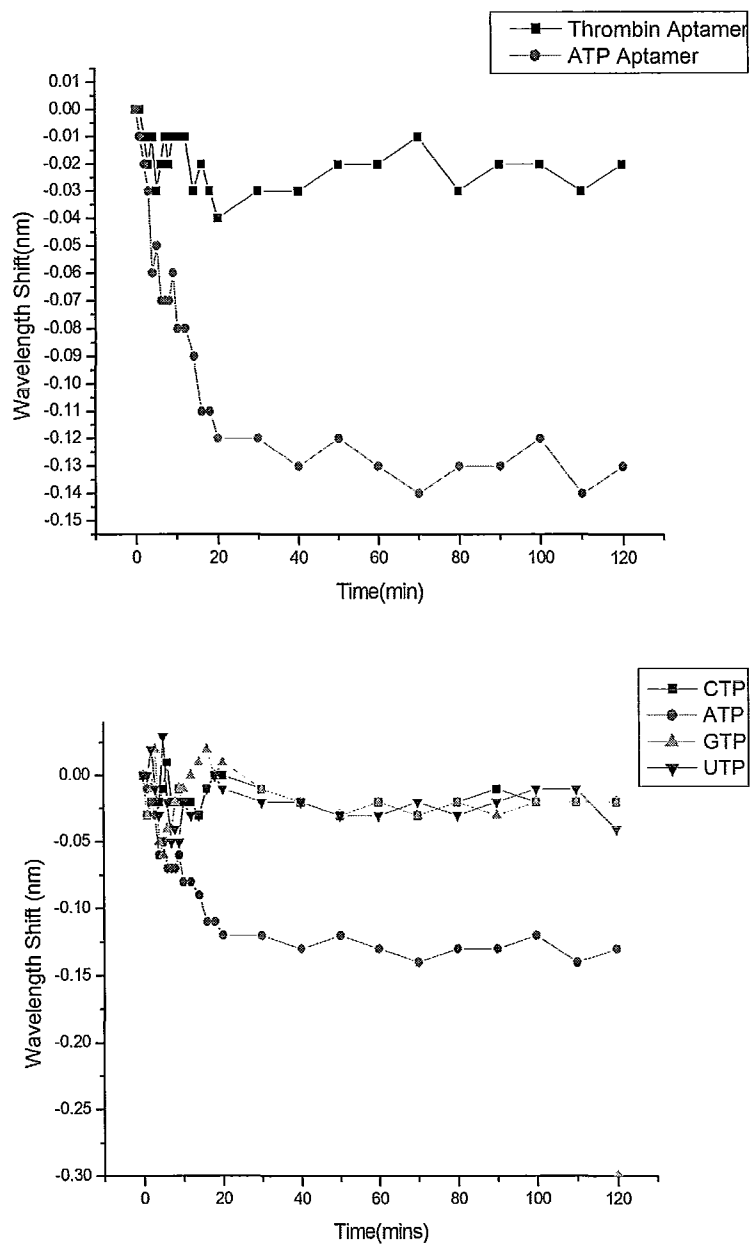 Thrombin Aptamer
ATP Aptamer
0.01
0.00
-0.01
-0.02
-0.03
-0.04
-0.05
-0.06
-0.07
-0.08
-0.09
-0.10
-0.11
-0.12
-0.13
-0.14
-0.15
Wavelength Shift(nm)
0 20 40 60 80 100 120
Time(min)
CTP
ATP
GTP
UTP
0.00
-0.05
-0.10
-0.15
-0.20
-0.25
-0.30
Wavelength Shift (nm)
0 20 40 60 80 100 120
Time(mins)